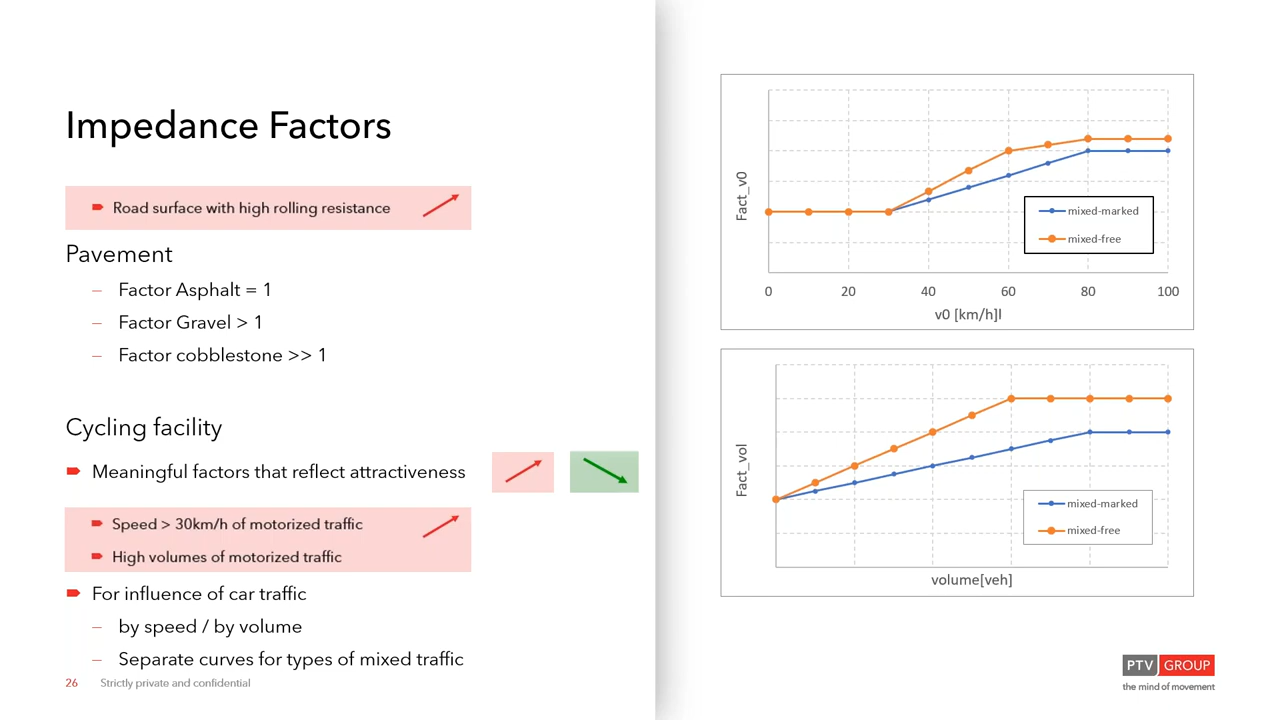 Impedance Factors
Road surface with high rolling resistance
Pavement
– Factor Asphalt = 1
– Factor Gravel > 1
– Factor cobblestone >> 1
Cycling facility
Meaningful factors that reflect attractiveness
Speed > 30km/h of motorized traffic
High volumes of motorized traffic
For influence of car traffic
– by speed / by volume
– Separate curves for types of mixed traffic
26 Strictly private and confidential
Fact_v0
mixed-marked
mixed-free
0 20 40 60 80 100
v0 [km/h]l
Fact_vol
mixed-marked
mixed-free
volume[veh]
PTV GROUP
the mind of movement